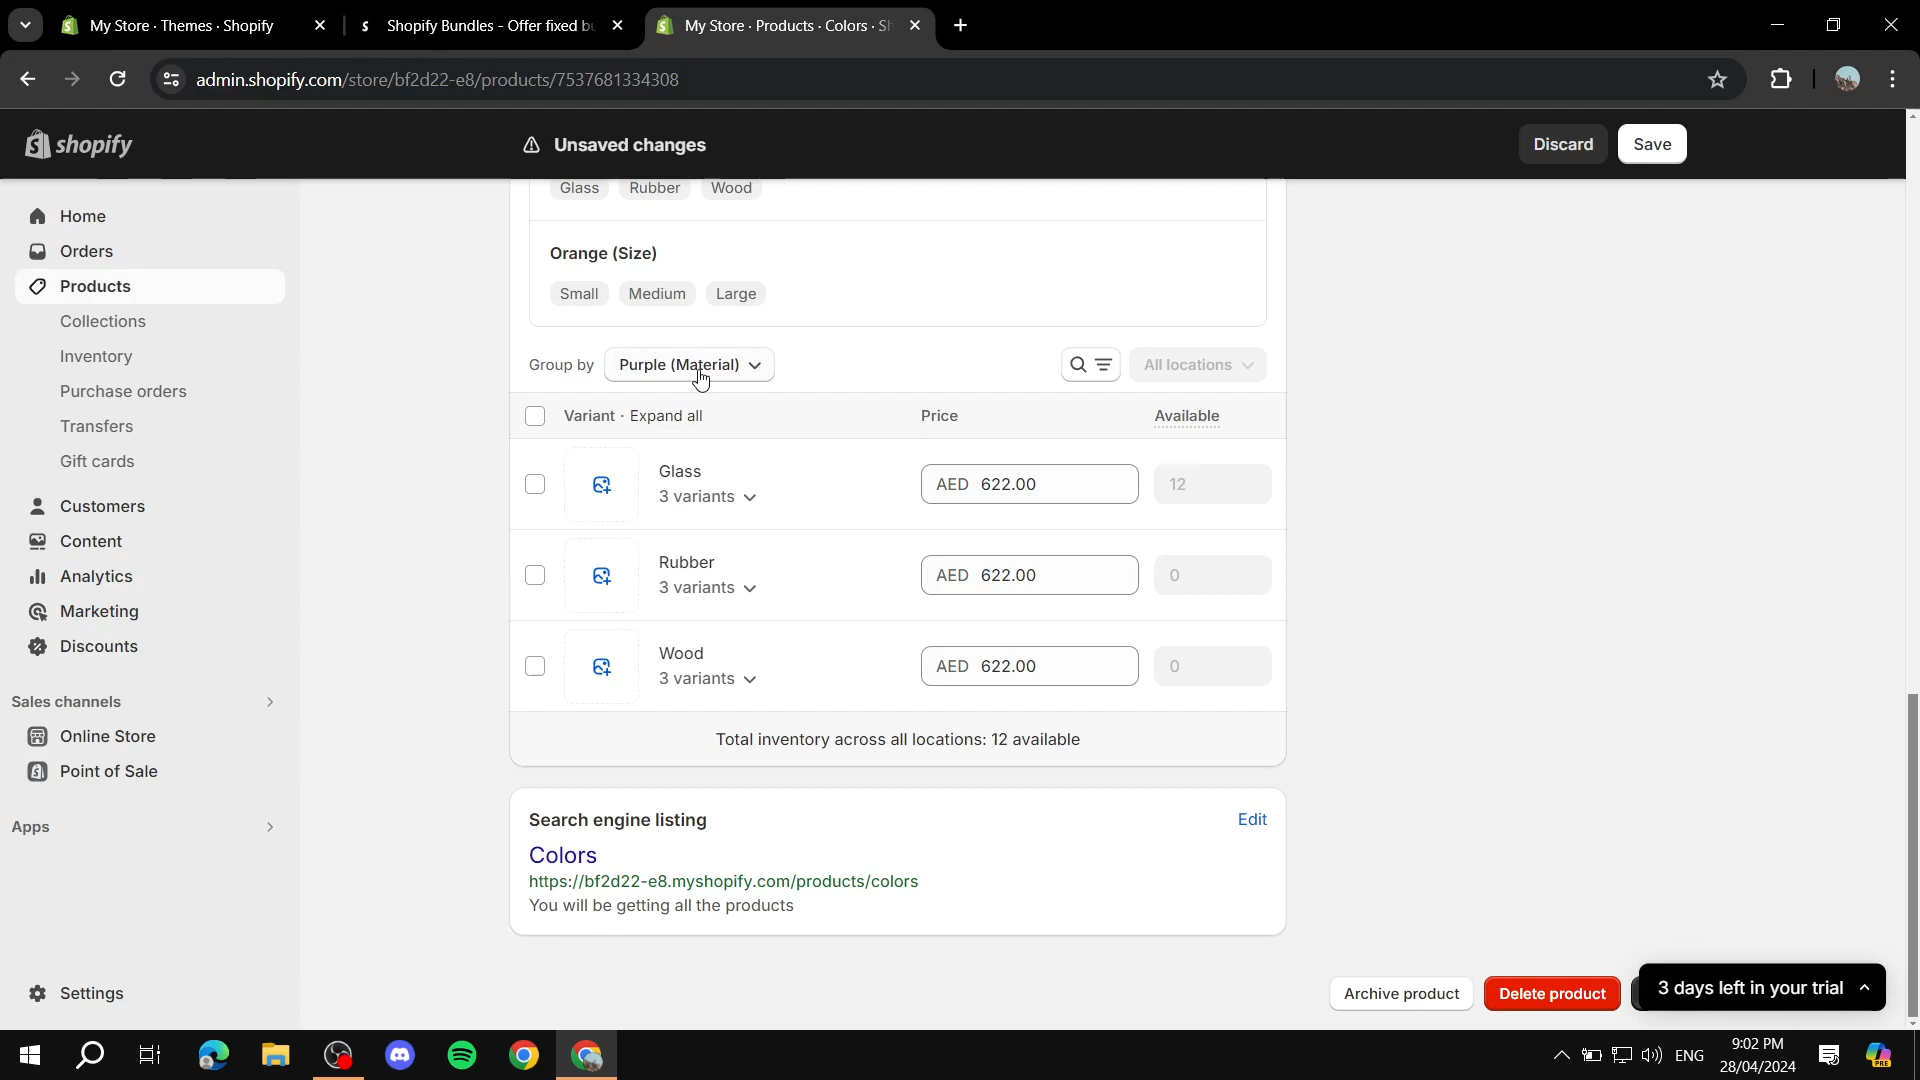 My Store · Themes · Shopify
Shopify Bundles - Offer fixed bu
My Store · Products · Colors · Sh
admin.shopify.com/store/bf2d22-e8/products/7537681334308
shopify
Unsaved changes
Discard
Save
Home
Orders
Products
Collections
Inventory
Purchase orders
Transfers
Gift cards
Customers
Content
Analytics
Marketing
Discounts
Sales channels
Online Store
Point of Sale
Apps
Settings
Glass Rubber Wood
Orange (Size)
Small Medium Large
Group by Purple (Material)
All locations
Variant · Expand all Price Available
Glass
3 variants
AED 622.00 12
Rubber
3 variants
AED 622.00 0
Wood
3 variants
AED 622.00 0
Total inventory across all locations: 12 available
Search engine listing Edit
Colors
https://bf2d22-e8.myshopify.com/products/colors
You will be getting all the products
Archive product
Delete product
3 days left in your trial
ENG
9:02 PM
28/04/2024
PRE